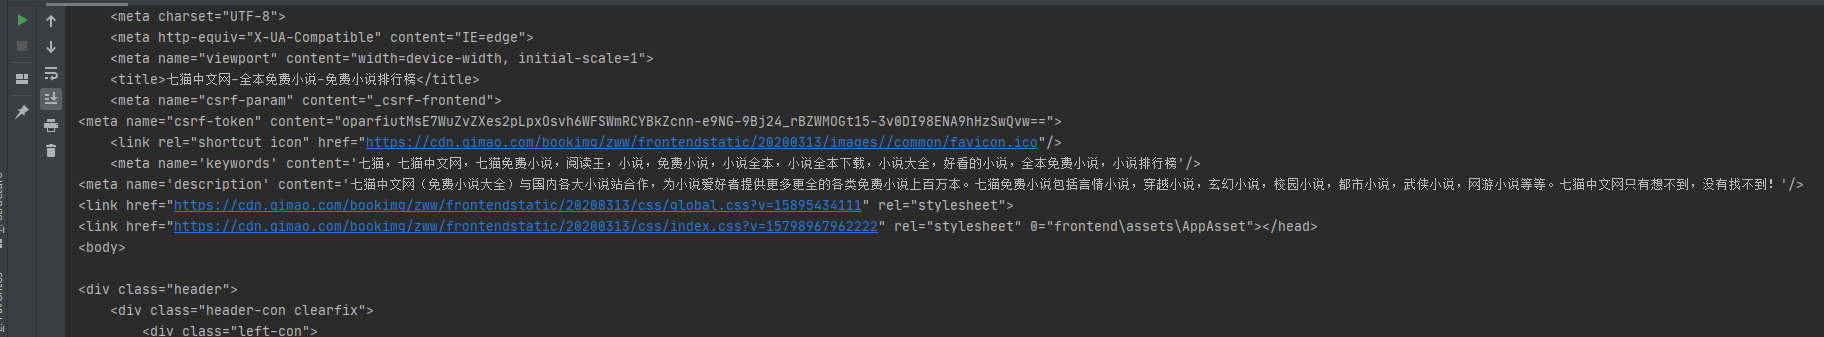 <meta charset="UTF-8">
<meta http-equiv="X-UA-Compatible" content="IE=edge">
<meta name="viewport" content="width=device-width, initial-scale=1">
<title>七猫中文网-全本免费小说-免费小说排行榜</title>
<meta name="csrf-param" content="_csrf-frontend">
<meta name="csrf-token" content="oparfiutMsE7WuZvZXes2pLpxOsvh6WFSWmRCYBkZcnn-e9NG-9Bj24_rBZWMOGt15-3v0DI98ENA9hHzSwQvw==">
<link rel="shortcut icon" href="https://cdn.qimao.com/bookimg/zww/frontendstatic/20200313/images//common/favicon.ico"/>
<meta name='keywords' content='七猫，七猫中文网，七猫免费小说，阅读王，小说，免费小说，小说全本，小说全本下载，小说大全，好看的小说，全本免费小说，小说排行榜'/>
<meta name='description' content='七猫中文网（免费小说大全）与国内各大小说站合作，为小说爱好者提供更多更全的各类免费小说上百万本。七猫免费小说包括言情小说，穿越小说，玄幻小说，校园小说，都市小说，武侠小说，网游小说等等。七猫中文网只有想不到，没有找不到！'/>
<link href="https://cdn.qimao.com/bookimg/zww/frontendstatic/20200313/css/global.css?v=15895434111" rel="stylesheet">
<link href="https://cdn.qimao.com/bookimg/zww/frontendstatic/20200313/css/index.css?v=15798967962222" rel="stylesheet" 0="frontend\assets\AppAsset"></head>
<body>
<div class="header">
<div class="header-con clearfix">
<div class="left-con">